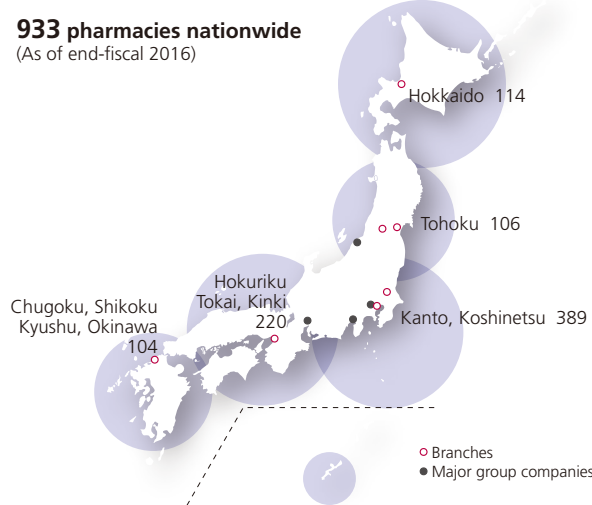 933 pharmacies nationwide
(As of end-fiscal 2016)
Hokkaido 114
Tohoku 106
Hokuriku
Tokai, Kinki
220
Chugoku, Shikoku
Kyushu, Okinawa
104
Kanto, Koshinetsu 389
Branches
Major group companies